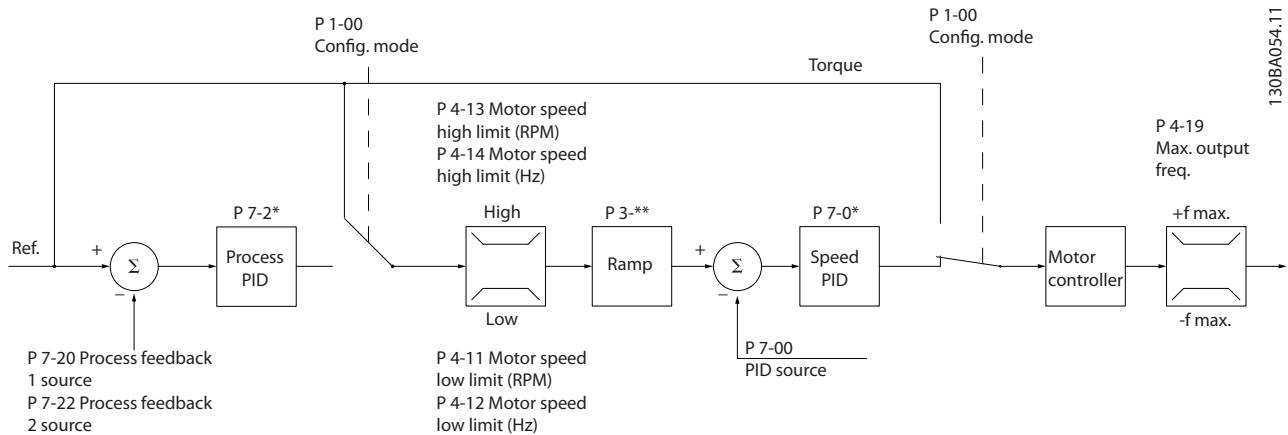 P 1-00
Config. mode
P 1-00
Config. mode
130BA054.11
Torque
P 4-13 Motor speed
high limit (RPM)
P 4-14 Motor speed
high limit (Hz)
P 4-19
Max. output
freq.
Ref.
+
Σ
_
P 7-2*
Process
PID
High
Low
P 3-**
Ramp
+
Σ
_
P 7-0*
Speed
PID
Motor
controller
+f max.
-f max.
P 7-20 Process feedback
1 source
P 7-22 Process feedback
2 source
P 4-11 Motor speed
low limit (RPM)
P 4-12 Motor speed
low limit (Hz)
P 7-00
PID source